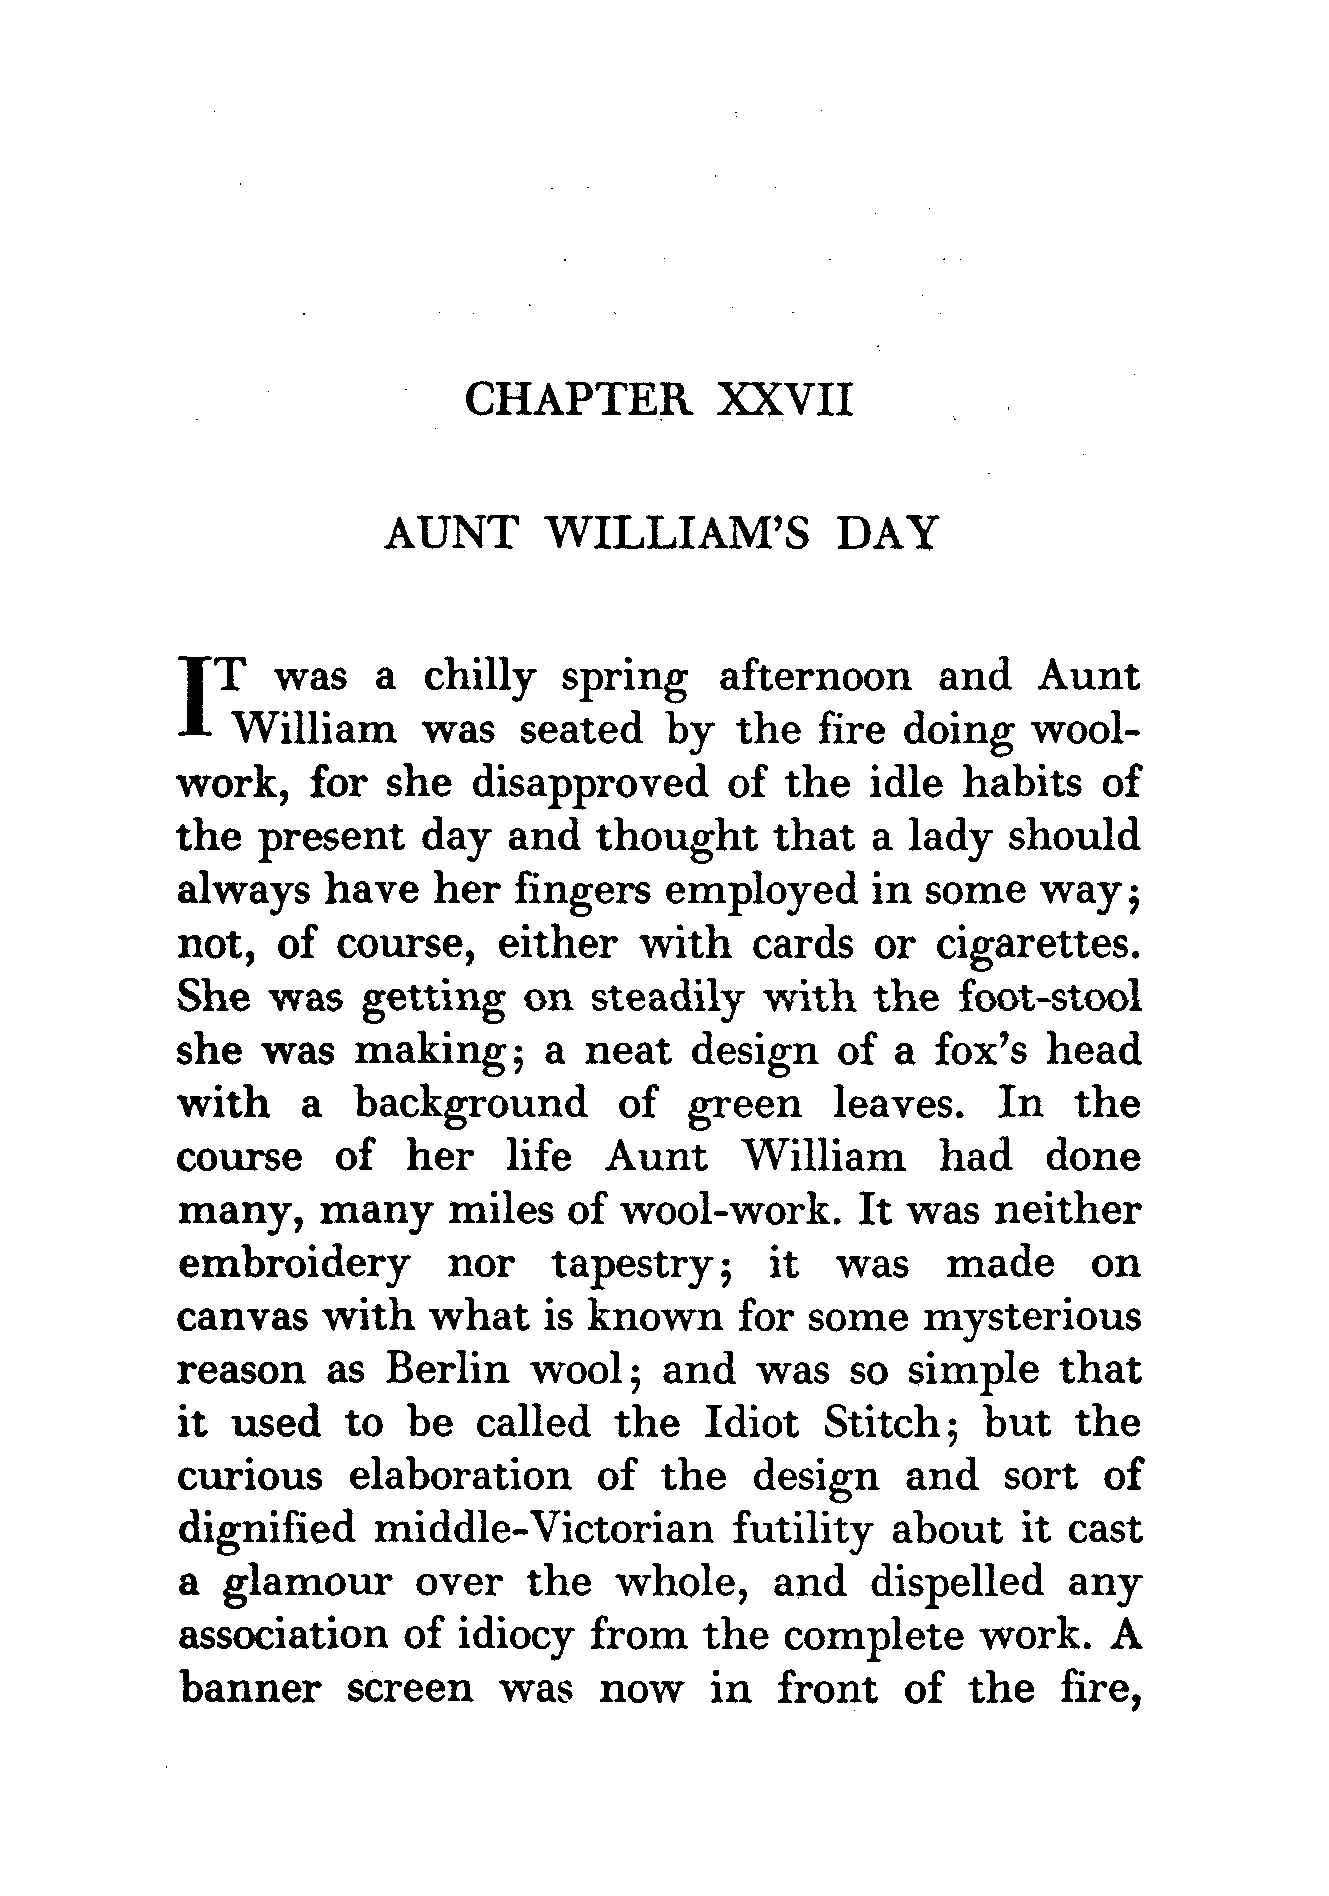 CHAPTER XXVII
AUNT WILLIAM'S DAY
IT was a chilly spring afternoon and Aunt
William was seated by the fire doing wool-
work, for she disapproved of the idle habits of
the present day and thought that a lady should
always have her fingers employed in some way;
not, of course, either with cards or cigarettes.
She was getting on steadily with the foot-stool
she was making; a neat design of a fox's head
with a background of green leaves. In the
course of her life Aunt William had done
many, many miles of wool-work. It was neither
embroidery nor tapestry; it was made on
canvas with what is known for some mysterious
reason as Berlin wool; and was so simple that
it used to be called the Idiot Stitch; but the
curious elaboration of the design and sort of
dignified middle-Victorian futility about it cast
a glamour over the whole, and dispelled any
association of idiocy from the complete work. A
banner screen was now in front of the fire,